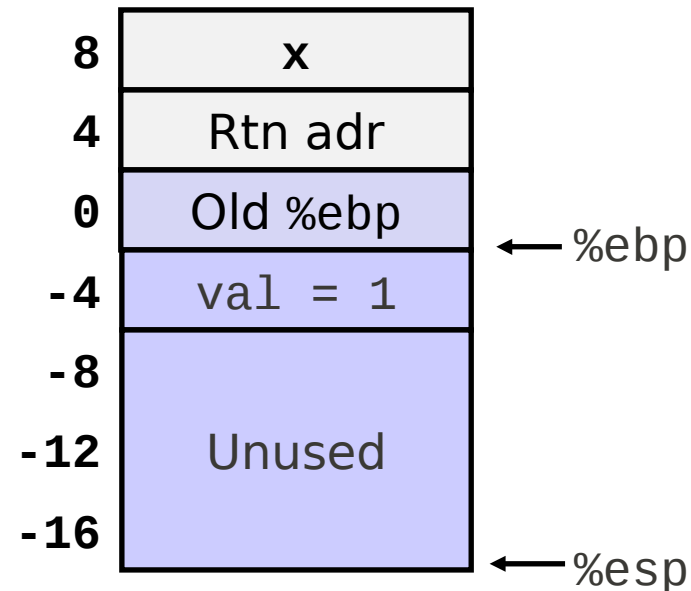 8 x
4 Rtn adr
0 Old %ebp
%ebp
-4 val = 1
-8
-12 Unused
-16
%esp